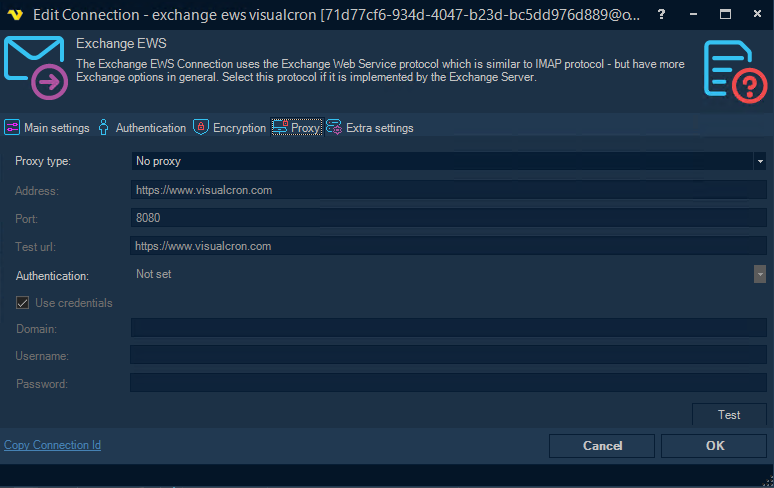 Edit Connection - exchange ews visualcron [71d77cf6-934d-4047-b23d-bc5dd976d889@o...
Exchange EWS
The Exchange EWS Connection uses the Exchange Web Service protocol which is similar to IMAP protocol - but have more
Exchange options in general. Select this protocol if it is implemented by the Exchange Server.
Main settings Authentication Encryption Proxy Extra settings
Proxy type: No proxy
Address: https://www.visualcron.com
Port: 8080
Test url: https://www.visualcron.com
Authentication: Not set
Use credentials
Domain:
Username:
Password:
Test
Copy Connection Id
Cancel OK